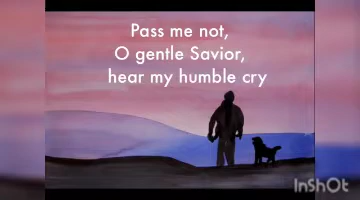 Pass me not,
O gentle Savior,
hear my humble cry
InShOt